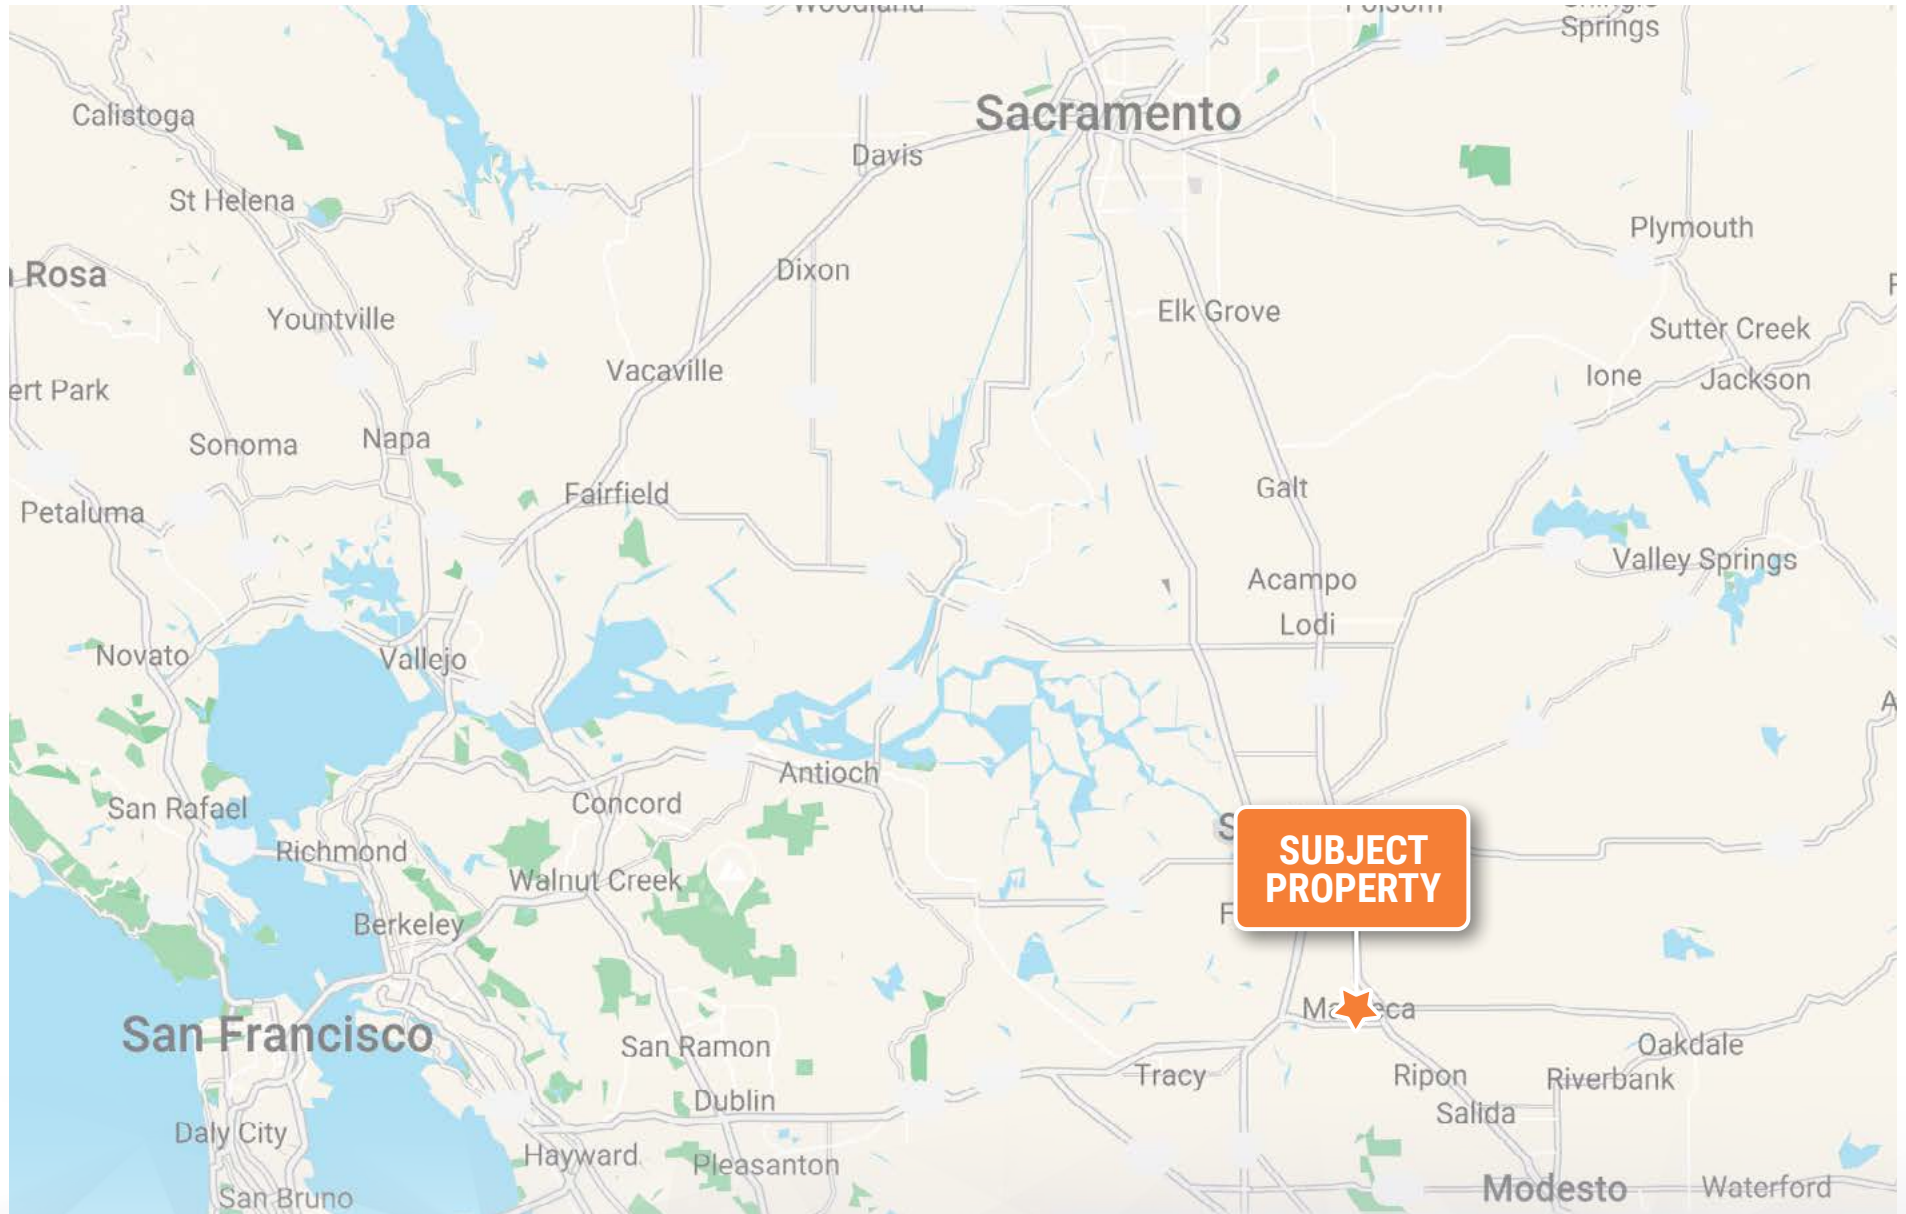 Springs
Sacramento
Calistoga
Davis
St Helena
Plymouth
Rosa
Dixon
Yountville
Elk Grove
Sutter Creek
Vacaville
Ione
Jackson
ert Park
Sonoma
Napa
Galt
Fairfield
Petaluma
Valley Springs
Acampo
Lodi
Novato
Vallejo
Antioch
Concord
San Rafael
SUBJECT
PROPERTY
Richmond
Walnut Creek
Berkeley
San Francisco
San Ramon
Oakdale
Tracy
Ripon
Riverbank
Dublin
Salida
Daly City
Hayward
Pleasanton
Modesto
Waterford
San Bruno